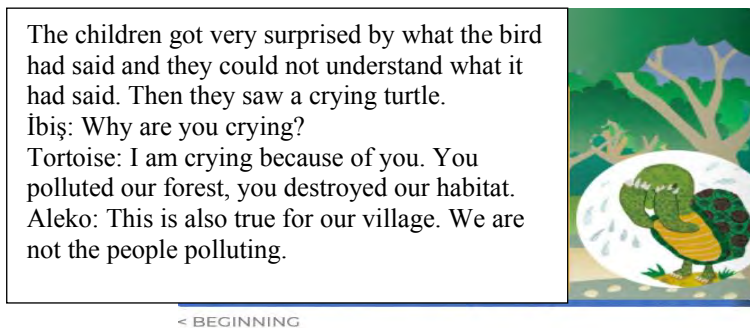 The children got very surprised by what the bird
had said and they could not understand what it
had said. Then they saw a crying turtle.
İbiş: Why are you crying?
Tortoise: I am crying because of you. You
polluted our forest, you destroyed our habitat.
Aleko: This is also true for our village. We are
not the people polluting.
< BEGINNING